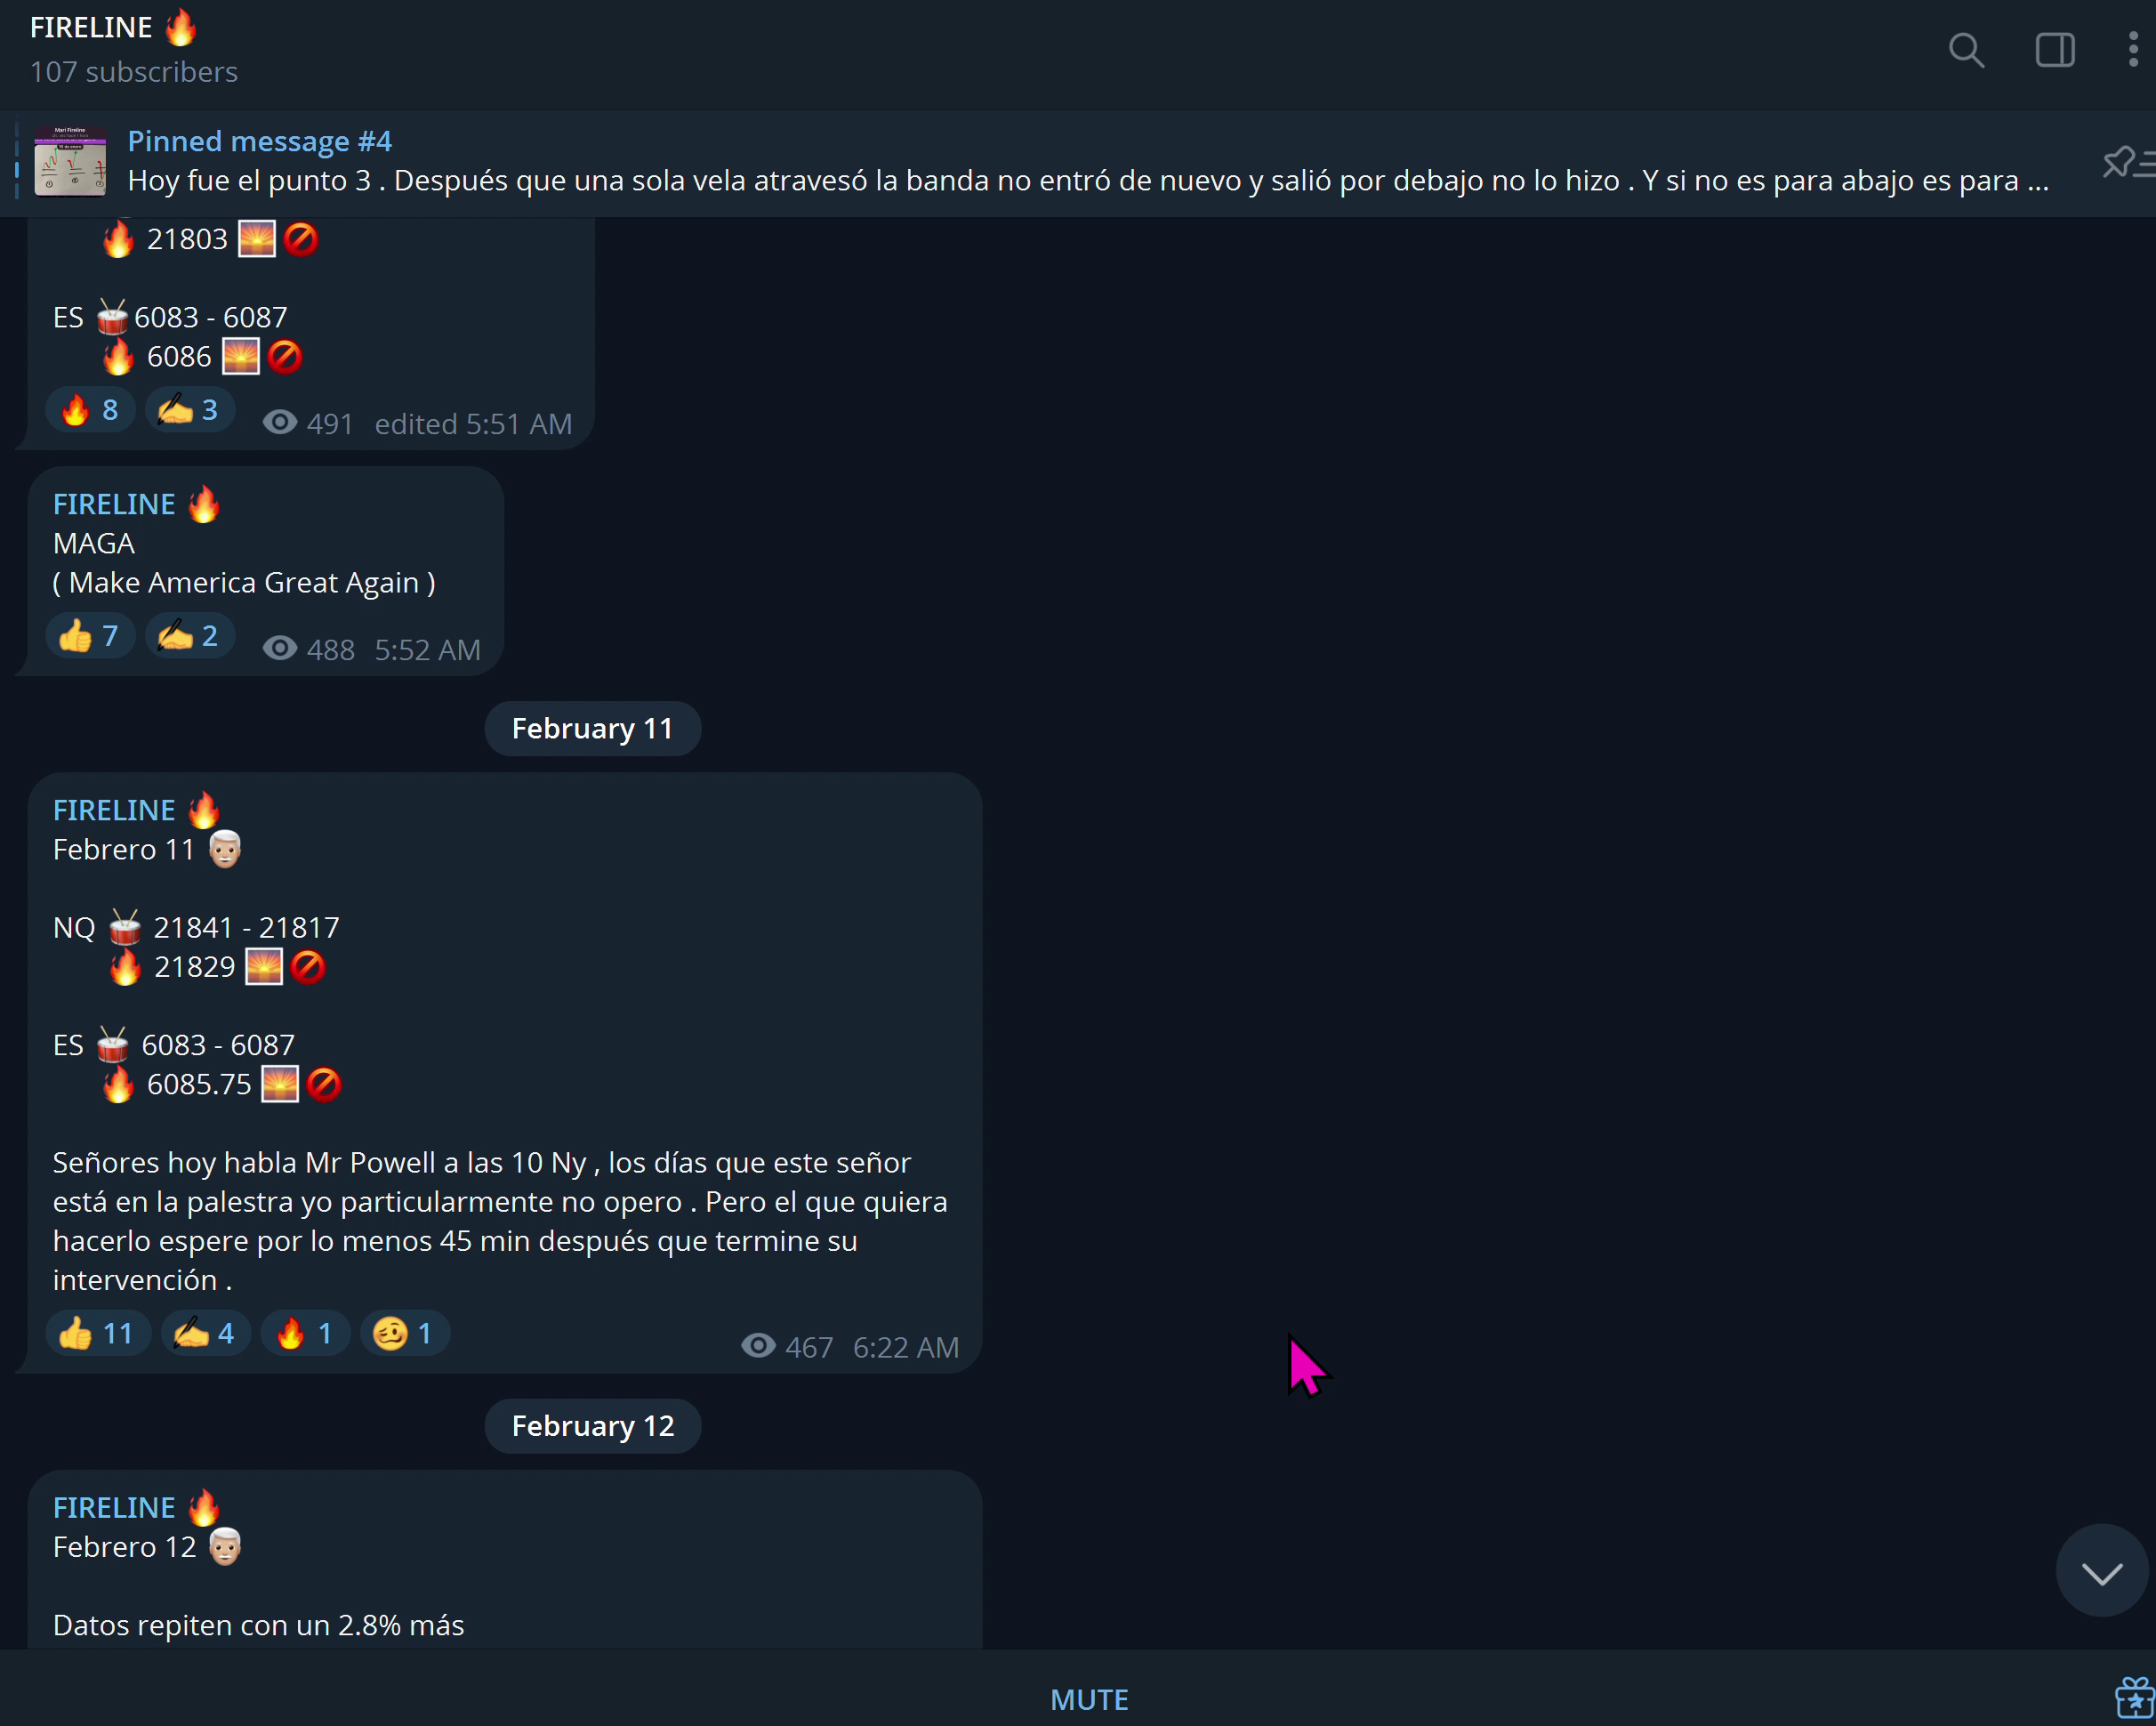 FIRELINE 🔥
107 subscribers
Pinned message #4
Hoy fue el punto 3 . Después que una sola vela atravesó la banda no entró de nuevo y salió por debajo no lo hizo . Y si no es para abajo es para ...
🔥 21803 🌅🚫
ES 🥁6083 - 6087
🔥 6086 🌅🚫
🔥 8 ✍️ 3 491 edited 5:51 AM
FIRELINE 🔥
MAGA
( Make America Great Again )
👍 7 ✍️ 2 488 5:52 AM
February 11
FIRELINE 🔥
Febrero 11 👨🏼‍🦳
NQ 🥁 21841 - 21817
🔥 21829 🌅🚫
ES 🥁 6083 - 6087
🔥 6085.75 🌅🚫
Señores hoy habla Mr Powell a las 10 Ny , los días que este señor
está en la palestra yo particularmente no opero . Pero el que quiera
hacerlo espere por lo menos 45 min después que termine su
intervención .
👍 11 ✍️ 4 🔥 1 🥴 1 467 6:22 AM
February 12
FIRELINE 🔥
Febrero 12 👨🏼‍🦳
Datos repiten con un 2.8% más
MUTE